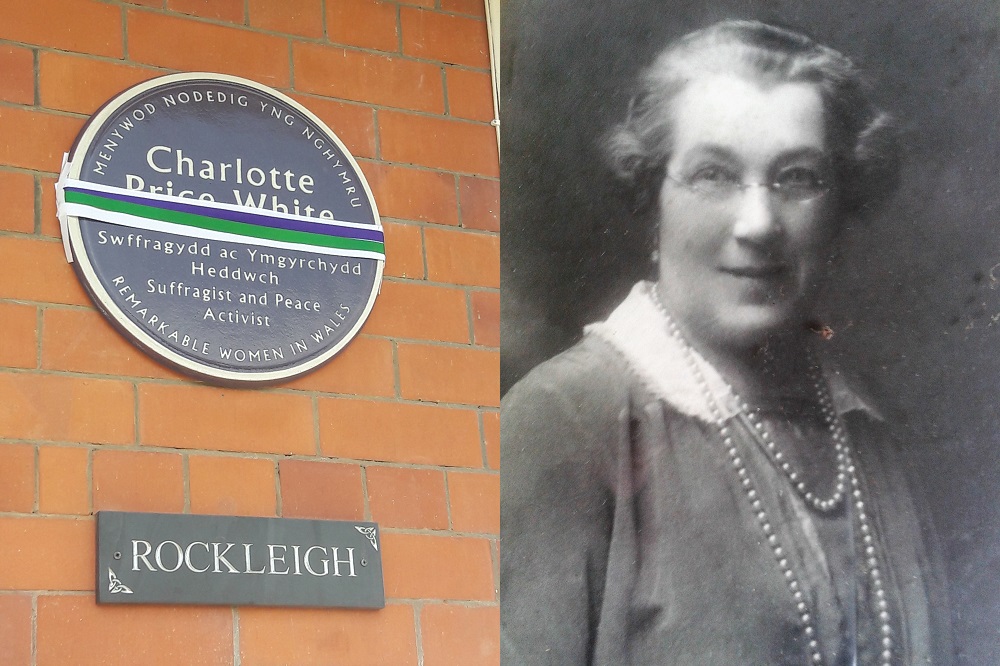 MENYWOD NODEDIG YNG NGHYMRU
Charlotte
Price White
Swffragydd ac Ymgyrchydd
Heddwch
Suffragist and Peace
Activist
REMARKABLE WOMEN IN WALES
ROCKLEIGH